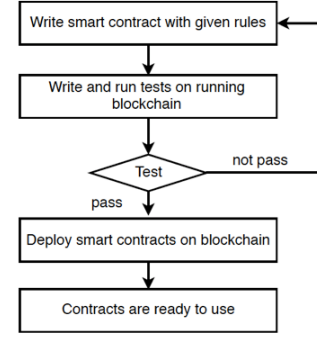 Write smart contract with given rules
Write and run tests on running
blockchain
Test
not pass
pass
Deploy smart contracts on blockchain
Contracts are ready to use